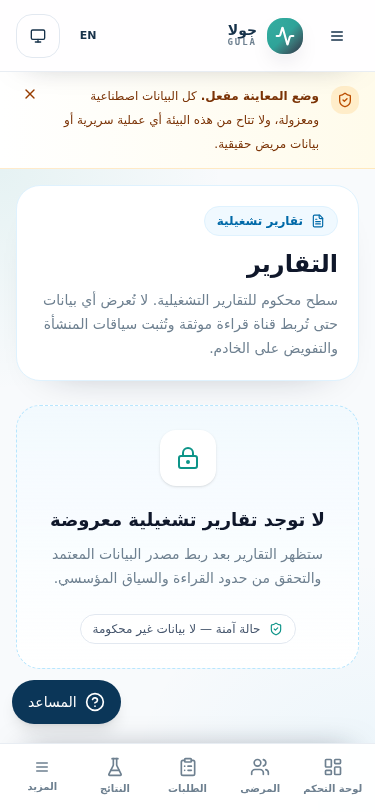 جولا
GULA
EN
وضع المعاينة مفعل. كل البيانات اصطناعية
ومعزولة، ولا تتاح من هذه البيئة أي عملية سريرية أو
بيانات مريض حقيقية.
تقارير تشغيلية
التقارير
سطح محكوم للتقارير التشغيلية. لا تُعرض أي بيانات
حتى تُربط قناة قراءة موثقة وتُثبت سياقات المنشأة
والتفويض على الخادم.
لا توجد تقارير تشغيلية معروضة
ستظهر التقارير بعد ربط مصدر البيانات المعتمد
والتحقق من حدود القراءة والسياق المؤسسي.
حالة آمنة — لا بيانات غير محكومة
المساعد
لوحة التحكم
المرضى
الطلبات
النتائج
المزيد